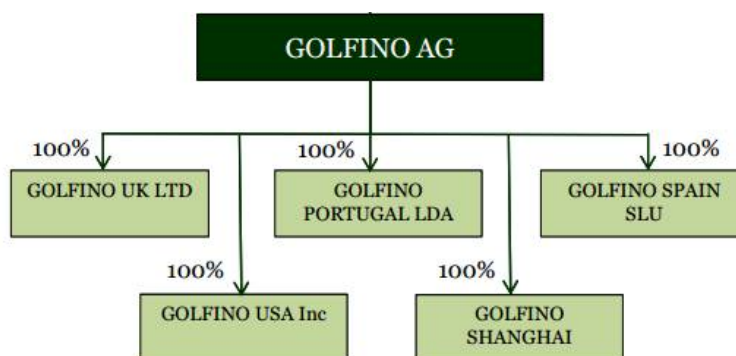 GOLFINO AG
100%
100%
100%
GOLFINO UK LTD
GOLFINO
PORTUGAL LDA
GOLFINO SPAIN
SLU
100%
100%
GOLFINO USA Inc
GOLFINO
SHANGHAI